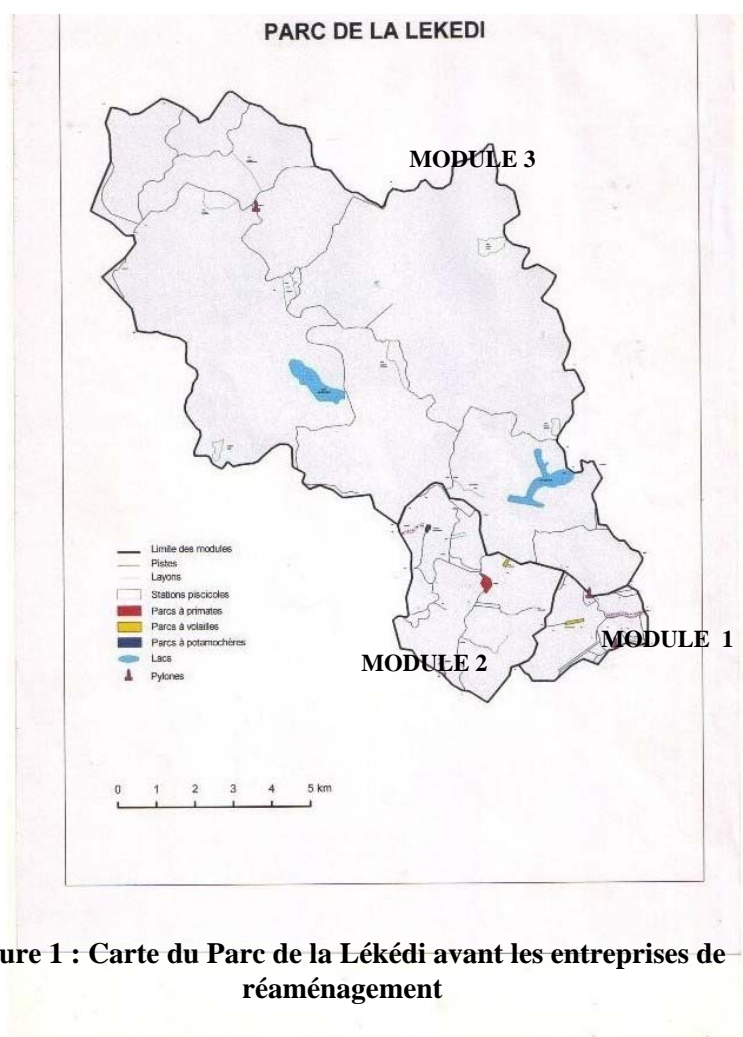 PARC DE LA LEKEDI
MODULE 3
Limite des modules
Pistes
Layons
Stations piscicoles
Parcs à primates
Parcs à volailles
Parcs à potamochères
Lacs
Pylones
MODULE 1
MODULE 2
0 1 2 3 4 5 km
ure 1 : Carte du Parc de la Lékédi avant les entreprises de
réaménagement